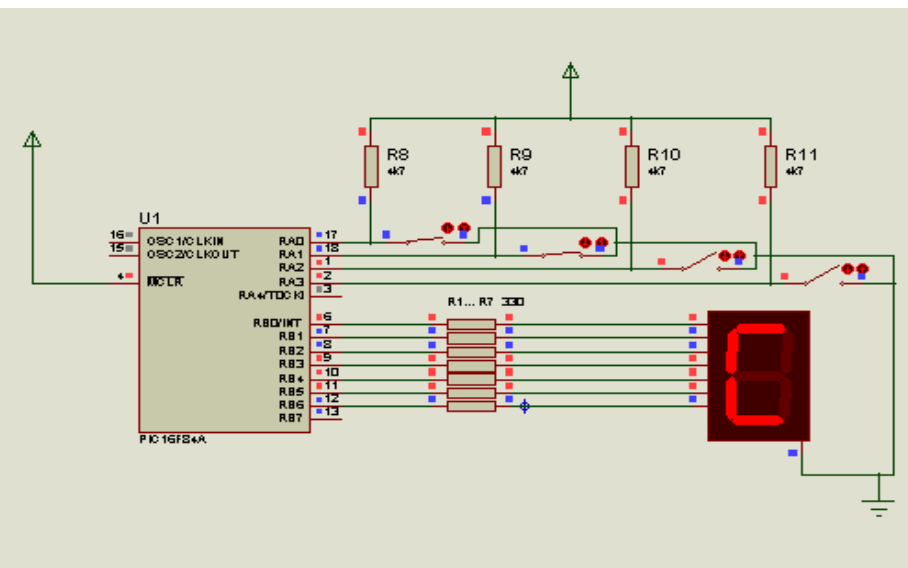 R8
4k7
R9
4k7
R10
4k7
R11
4k7
U1
16 OSC1/CLKIN RA0 17
15 OSC2/CLKOUT RA1 18
RA2 1
4 MCLR RA3 2
RA4/T0CKI 3
R1... R7 330
RB0/INT 6
RB1 7
RB2 8
RB3 9
RB4 10
RB5 11
RB6 12
RB7 13
PIC16F84A